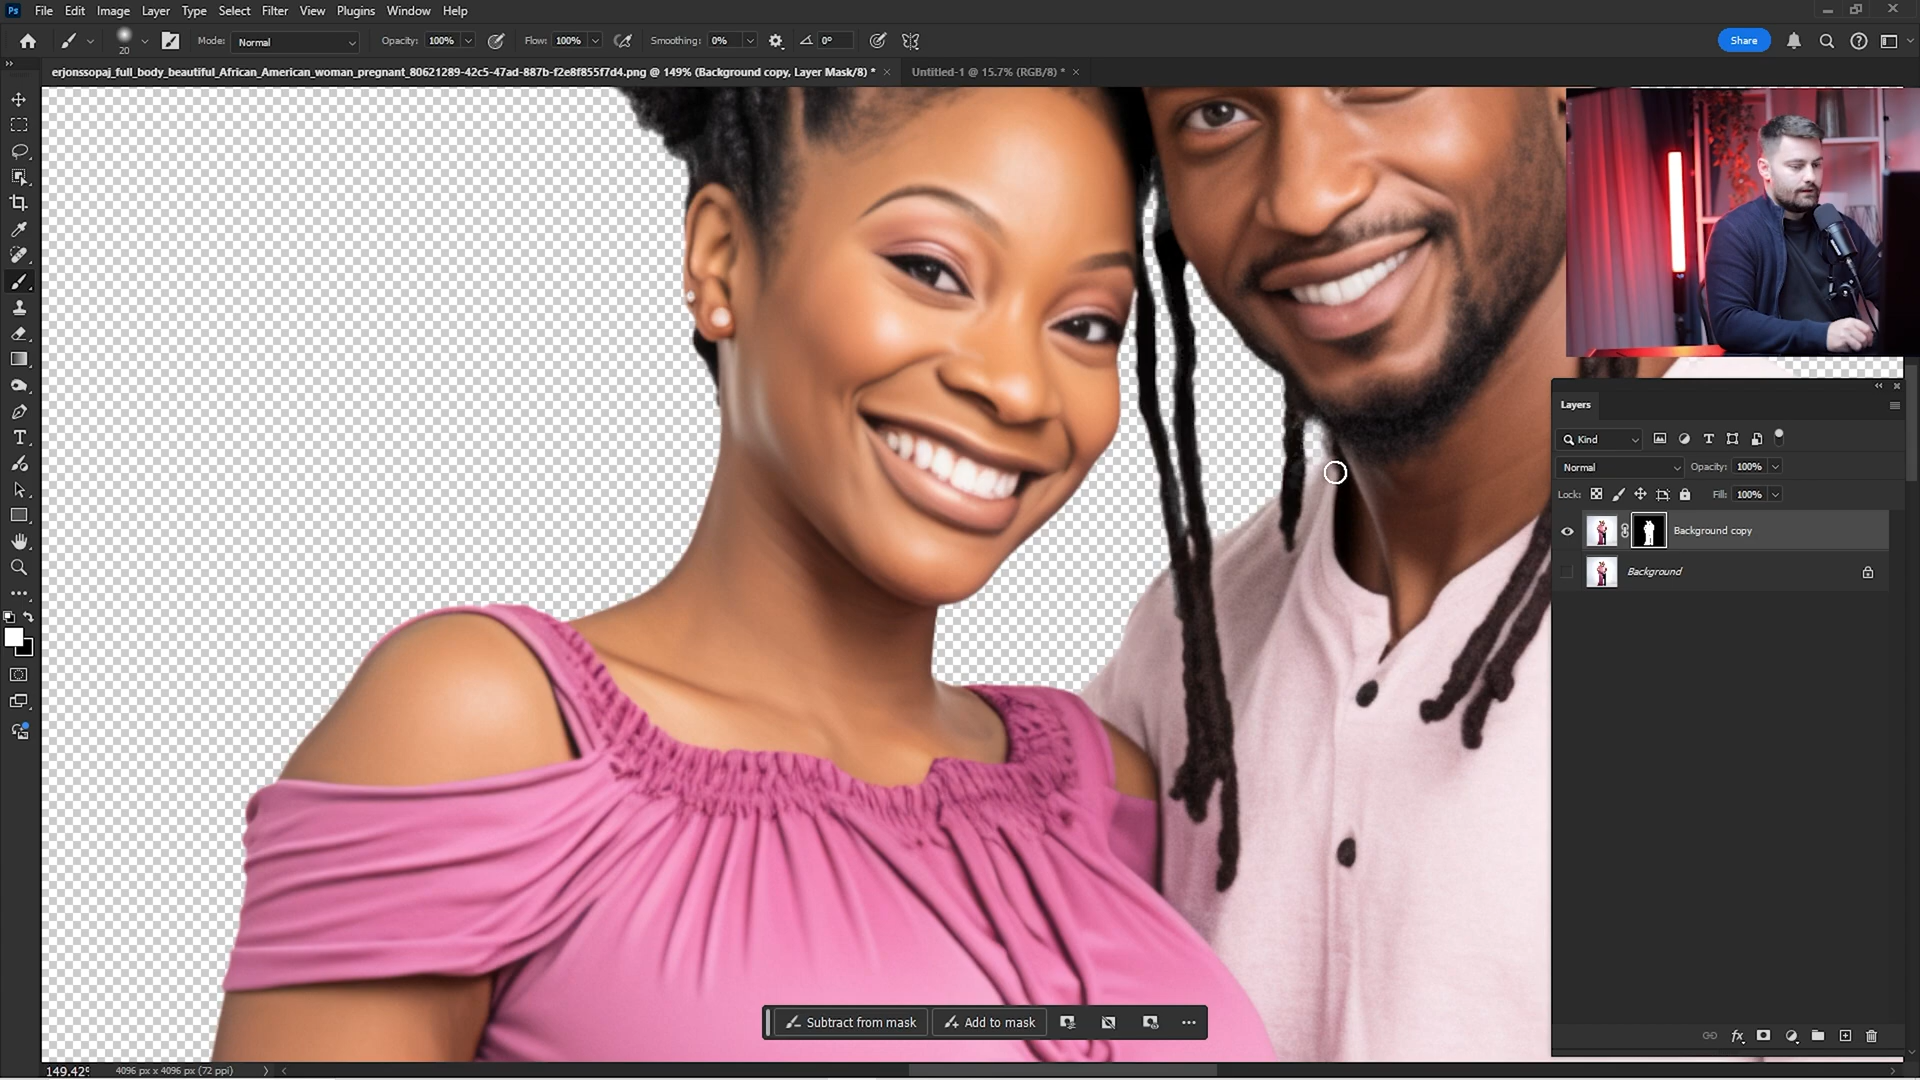 Ps File Edit Image Layer Type Select Filter View Plugins Window Help
20 Mode: Normal Opacity: 100% Flow: 100% Smoothing: 0% 0° Share
erjonssopaj_full_body_beautiful_African_American_woman_pregnant_80621289-42c5-47ad-887b-f2e8f855f7d4.png @ 149% (Background copy, Layer Mask/8) * × Untitled-1 @ 15.7% (RGB/8) * ×
Layers
Kind
Normal Opacity: 100%
Lock: Fill: 100%
Background copy
Background
Subtract from mask Add to mask
149.42% 4096 px x 4096 px (72 ppi)